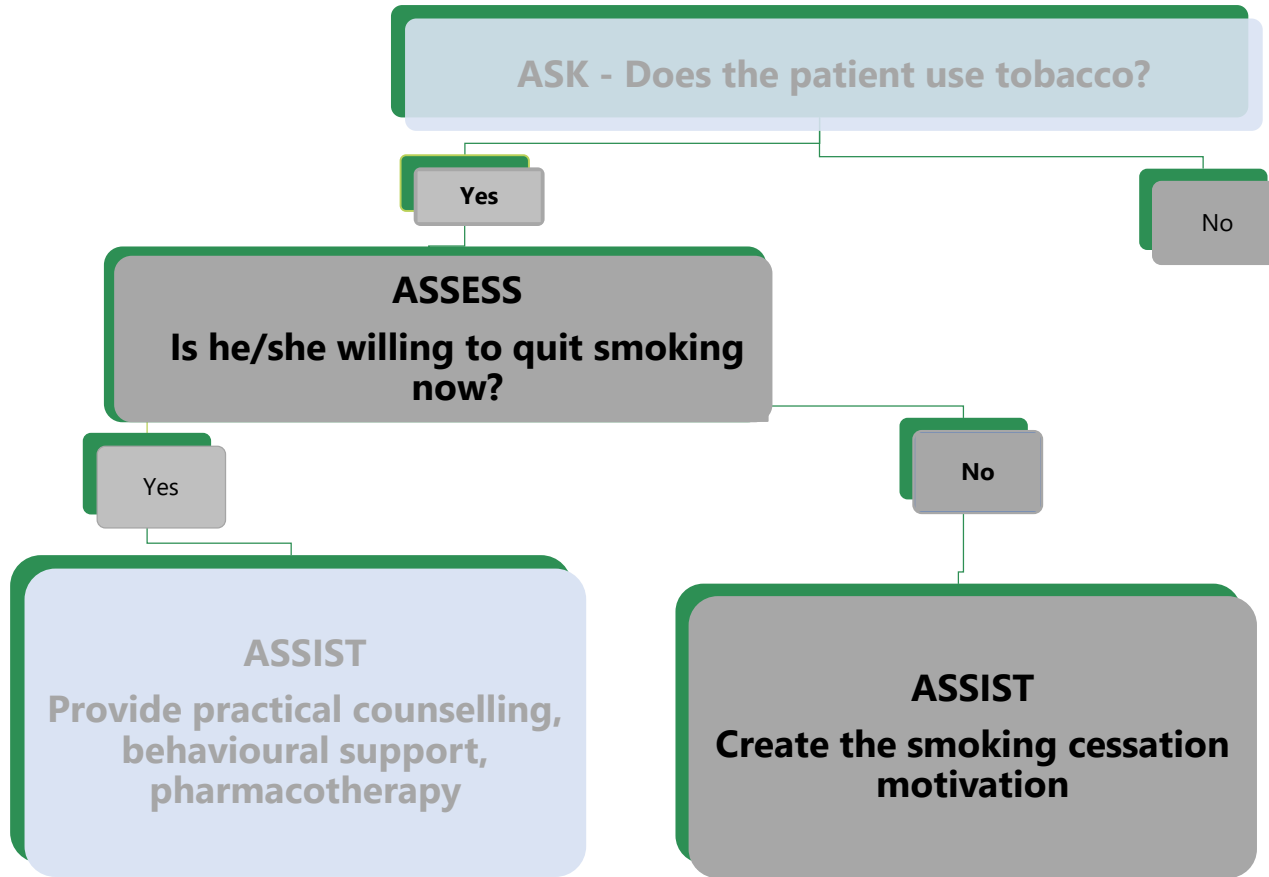 ASK - Does the patient use tobacco?
Yes
No
ASSESS
Is he/she willing to quit smoking
now?
Yes
No
ASSIST
Provide practical counselling,
behavioural support,
pharmacotherapy
ASSIST
Create the smoking cessation
motivation